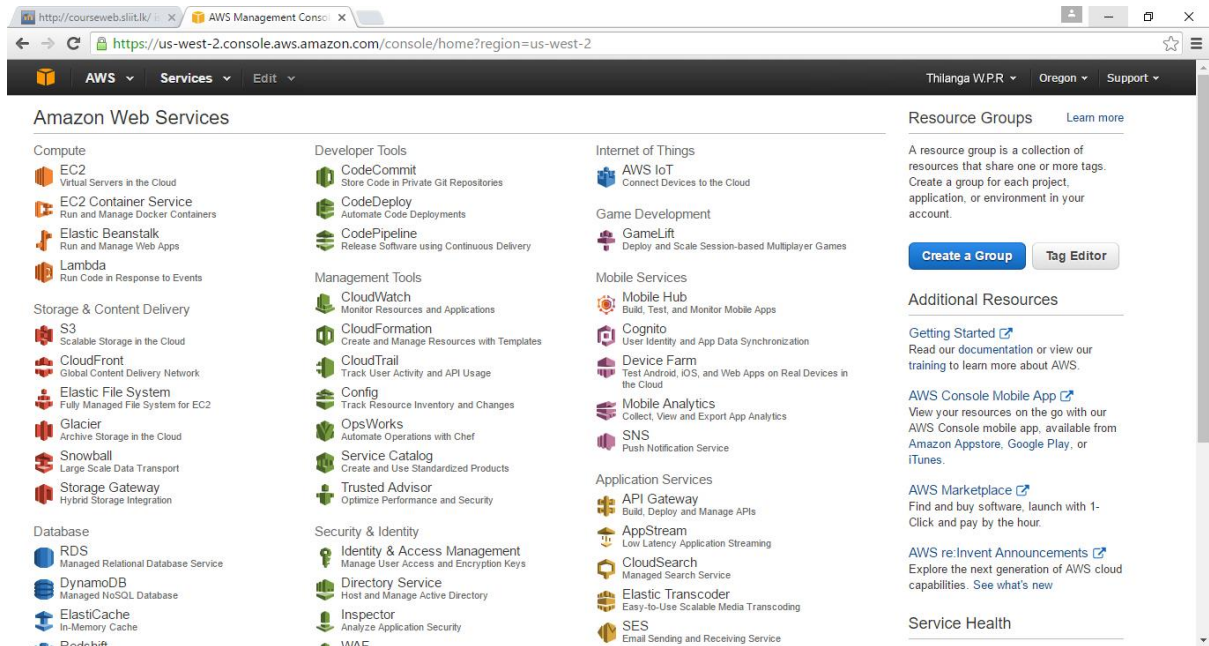 http://courseweb.sliit.lk/
AWS Management Consol
https://us-west-2.console.aws.amazon.com/console/home?region=us-west-2
AWS Services Edit Thilanga W.P.R Oregon Support
Amazon Web Services
Compute
EC2
Virtual Servers in the Cloud
EC2 Container Service
Run and Manage Docker Containers
Elastic Beanstalk
Run and Manage Web Apps
Lambda
Run Code in Response to Events
Storage & Content Delivery
S3
Scalable Storage in the Cloud
CloudFront
Global Content Delivery Network
Elastic File System
Fully Managed File System for EC2
Glacier
Archive Storage in the Cloud
Snowball
Large Scale Data Transport
Storage Gateway
Hybrid Storage Integration
Database
RDS
Managed Relational Database Service
DynamoDB
Managed NoSQL Database
ElastiCache
In-Memory Cache
Redshift
Developer Tools
CodeCommit
Store Code in Private Git Repositories
CodeDeploy
Automate Code Deployments
CodePipeline
Release Software using Continuous Delivery
Management Tools
CloudWatch
Monitor Resources and Applications
CloudFormation
Create and Manage Resources with Templates
CloudTrail
Track User Activity and API Usage
Config
Track Resource Inventory and Changes
OpsWorks
Automate Operations with Chef
Service Catalog
Create and Use Standardized Products
Trusted Advisor
Optimize Performance and Security
Security & Identity
Identity & Access Management
Manage User Access and Encryption Keys
Directory Service
Host and Manage Active Directory
Inspector
Analyze Application Security
WAF
Internet of Things
AWS IoT
Connect Devices to the Cloud
Game Development
GameLift
Deploy and Scale Session-based Multiplayer Games
Mobile Services
Mobile Hub
Build, Test, and Monitor Mobile Apps
Cognito
User Identity and App Data Synchronization
Device Farm
Test Android, iOS, and Web Apps on Real Devices in
the Cloud
Mobile Analytics
Collect, View and Export App Analytics
SNS
Push Notification Service
Application Services
API Gateway
Build, Deploy and Manage APIs
AppStream
Low Latency Application Streaming
CloudSearch
Managed Search Service
Elastic Transcoder
Easy-to-Use Scalable Media Transcoding
SES
Email Sending and Receiving Service
Resource Groups Learn more
A resource group is a collection of
resources that share one or more tags.
Create a group for each project,
application, or environment in your
account.
Create a Group Tag Editor
Additional Resources
Getting Started
Read our documentation or view our
training to learn more about AWS.
AWS Console Mobile App
View your resources on the go with our
AWS Console mobile app, available from
Amazon Appstore, Google Play, or
iTunes.
AWS Marketplace
Find and buy software, launch with 1-
Click and pay by the hour.
AWS re:Invent Announcements
Explore the next generation of AWS cloud
capabilities. See what's new
Service Health